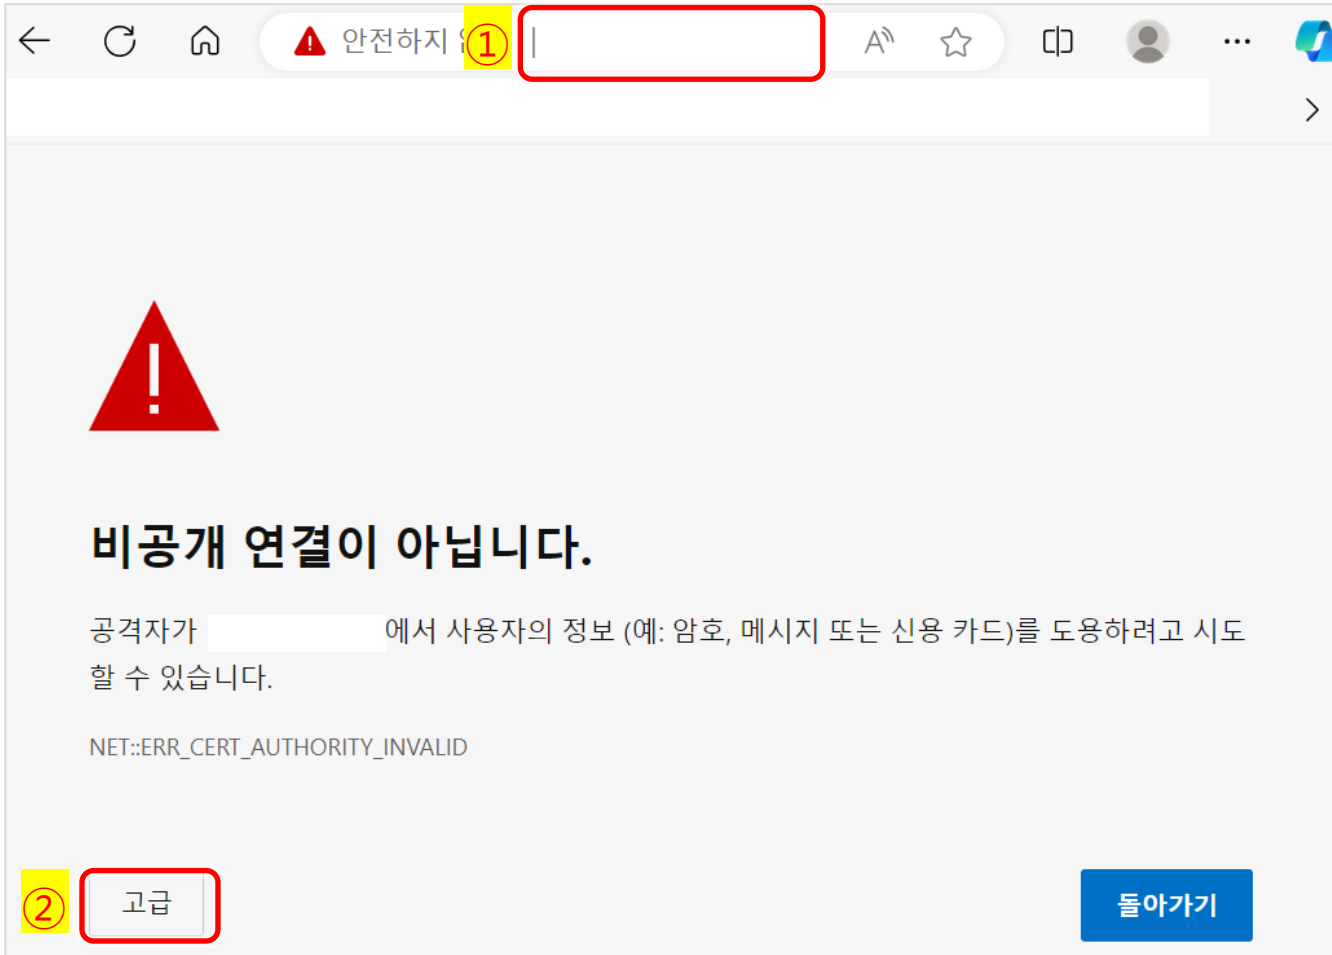 안전하지
①
비공개 연결이 아닙니다.
공격자가 에서 사용자의 정보 (예: 암호, 메시지 또는 신용 카드)를 도용하려고 시도
할 수 있습니다.
NET::ERR_CERT_AUTHORITY_INVALID
② 고급
돌아가기